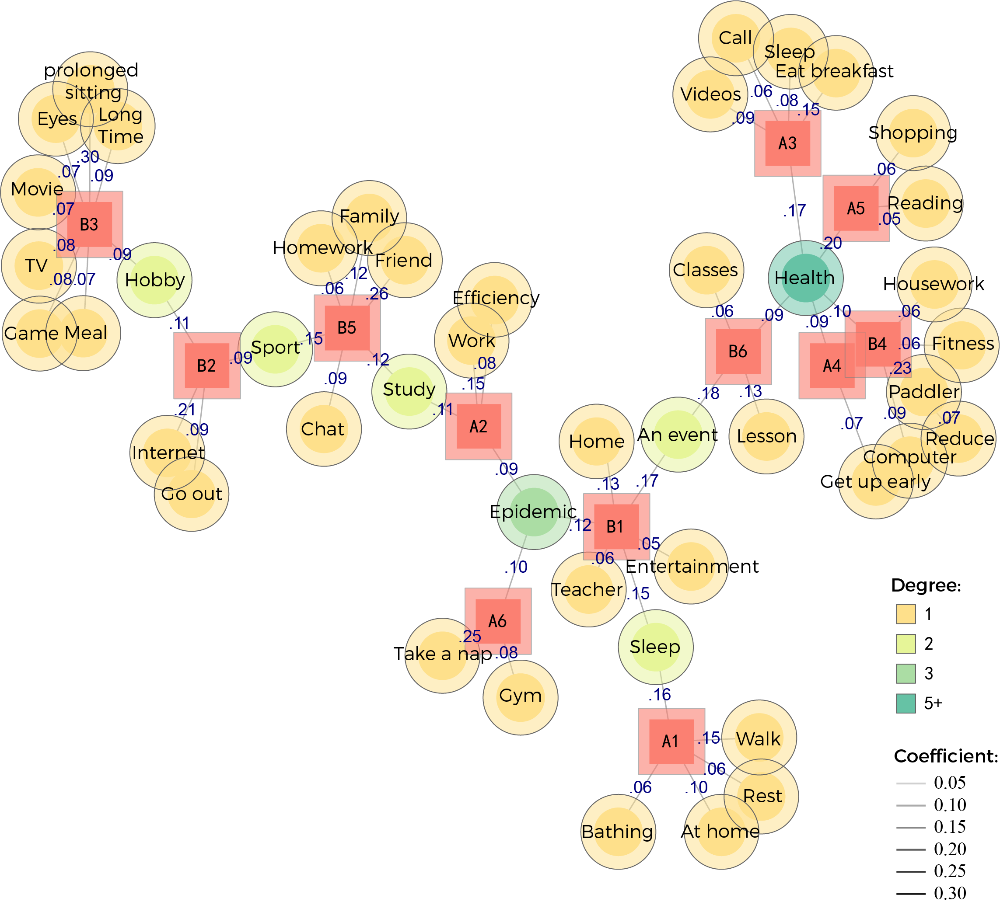 Call
Sleep
Eat breakfast
Videos
.06
.08
.15
.09
A3
prolonged
sitting
Eyes
Long
Time
.30
.07
.09
Movie
.07
B3
.08
.09
TV
.08
.07
Hobby
Game
Meal
.11
B2
.09
Sport
.21
.09
Internet
Go out
Family
Homework
Friend
.12
.06
.26
B5
.15
.12
.09
Chat
Study
Efficiency
Work
.08
.15
.11
A2
.09
Shopping
.06
A5
Reading
.05
.17
.20
Classes
Health
.06
.09
.10
.09
B6
.18
.13
Housework
.06
B4
.06
Fitness
A4
.23
Paddler
.09
.07
.07
Reduce
Computer
Get up early
Home
An event
Lesson
.13
.17
Epidemic
.12
B1
.05
.06
Entertainment
.10
Teacher
.15
A6
.25
Take a nap
.08
Gym
Sleep
.16
A1
.15
Walk
.06
.06
.10
Rest
Bathing
At home
Degree:
1
2
3
5+
Coefficient:
0.05
0.10
0.15
0.20
0.25
0.30